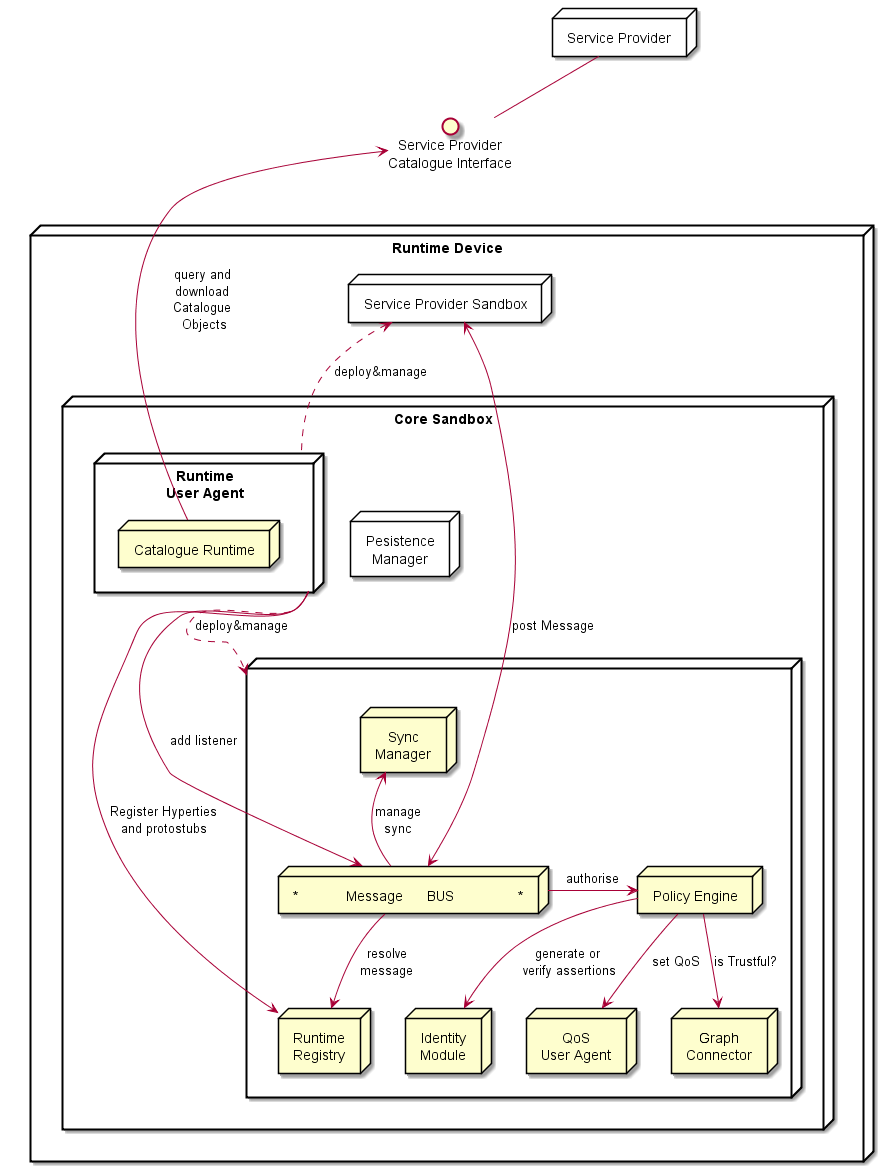 Service Provider
Service Provider
Catalogue Interface
Runtime Device
query and
download
Catalogue
Objects
Service Provider Sandbox
deploy&manage
Core Sandbox
Runtime
User Agent
Catalogue Runtime
Pesistence
Manager
deploy&manage
post Message
Sync
Manager
add listener
Register Hyperties
and protostubs
manage
sync
* Message BUS *
authorise
Policy Engine
resolve
message
generate or
verify assertions
set QoS
is Trustful?
Runtime
Registry
Identity
Module
QoS
User Agent
Graph
Connector